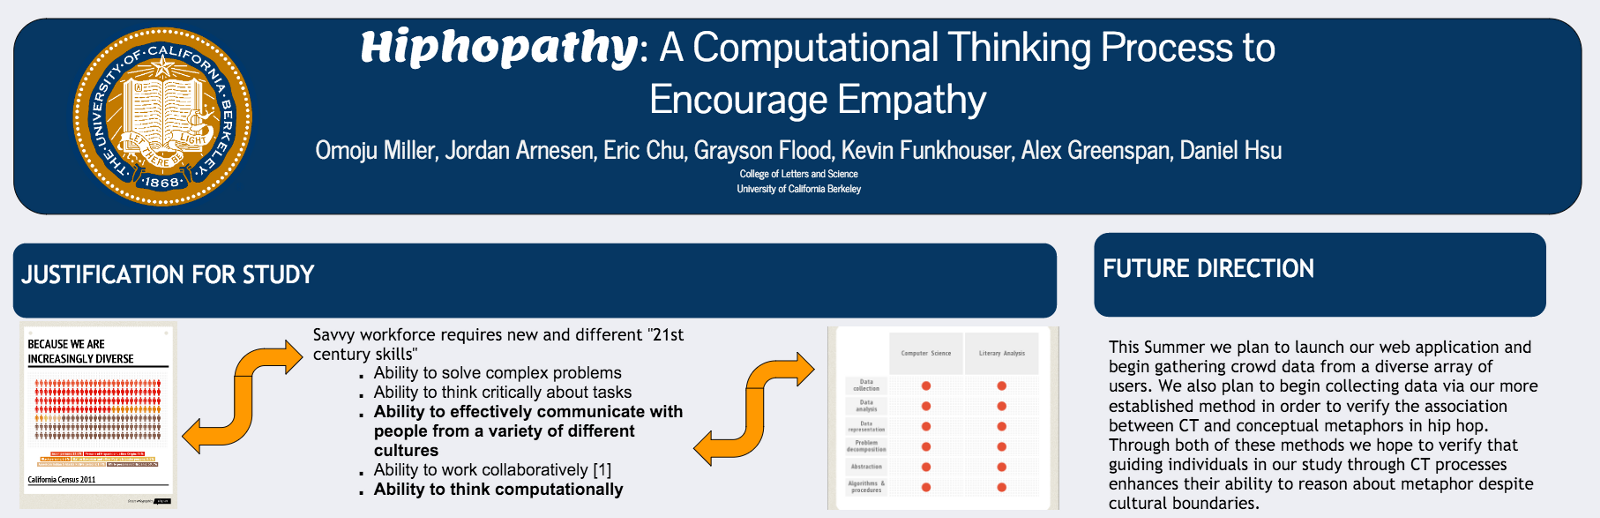 Hiphopathy: A Computational Thinking Process to
Encourage Empathy
Omoju Miller, Jordan Arnesen, Eric Chu, Grayson Flood, Kevin Funkhouser, Alex Greenspan, Daniel Hsu
College of Letters and Science
University of California Berkeley
THE·UNIVERSITY·OF·CALIFORNIA·BERKELEY·
LET THERE BE LIGHT
·1868·
A
JUSTIFICATION FOR STUDY
BECAUSE WE ARE
INCREASINGLY DIVERSE
California Census 2011
Savvy workforce requires new and different "21st
century skills"
Ability to solve complex problems
Ability to think critically about tasks
Ability to effectively communicate with
people from a variety of different
cultures
Ability to work collaboratively [1]
Ability to think computationally
Computer Science Literary Analysis
Data
collection
Data
analysis
Data
representation
Problem
decomposition
Abstraction
Algorithms &
procedures
FUTURE DIRECTION
This Summer we plan to launch our web application and
begin gathering crowd data from a diverse array of
users. We also plan to begin collecting data via our more
established method in order to verify the association
between CT and conceptual metaphors in hip hop.
Through both of these methods we hope to verify that
guiding individuals in our study through CT processes
enhances their ability to reason about metaphor despite
cultural boundaries.